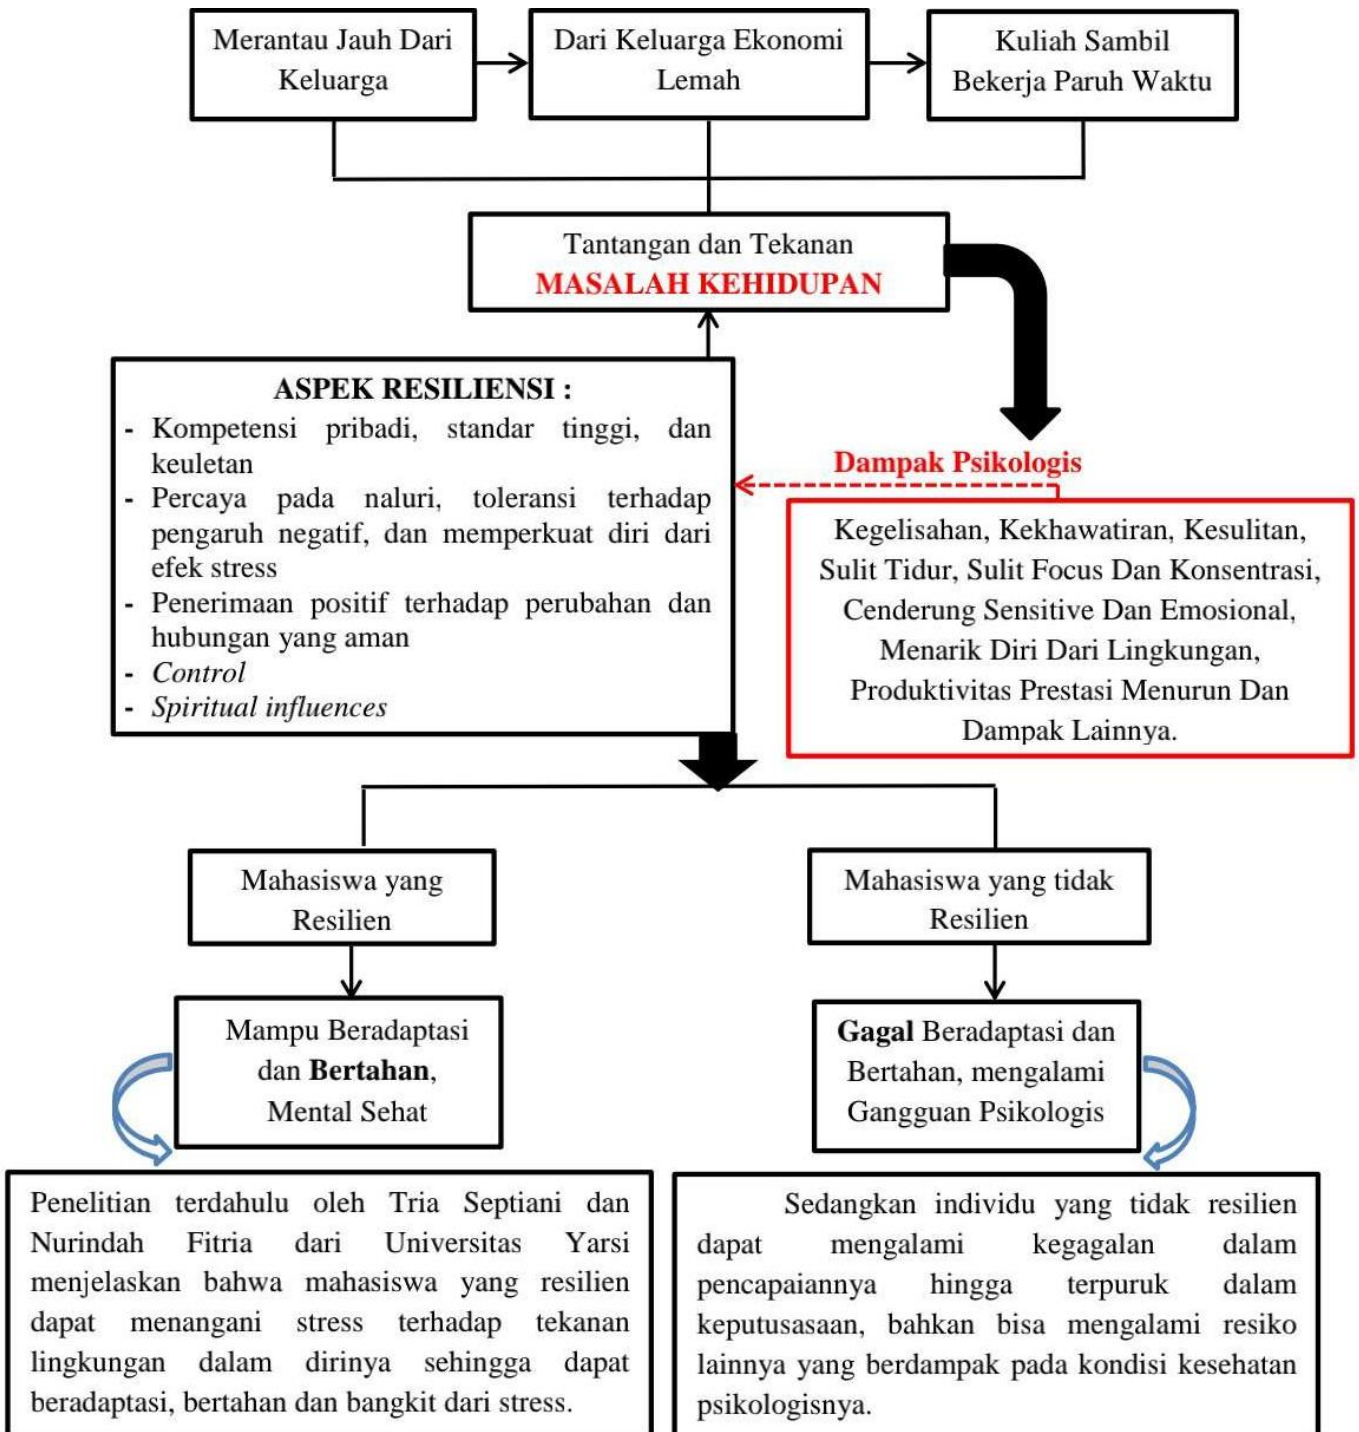 Merantau Jauh Dari
Keluarga
Dari Keluarga Ekonomi
Lemah
Kuliah Sambil
Bekerja Paruh Waktu
Tantangan dan Tekanan
MASALAH KEHIDUPAN
ASPEK RESILIENSI :
- Kompetensi pribadi, standar tinggi, dan
keuletan
- Percaya pada naluri, toleransi terhadap
pengaruh negatif, dan memperkuat diri dari
efek stress
- Penerimaan positif terhadap perubahan dan
hubungan yang aman
- Control
- Spiritual influences
Dampak Psikologis
Kegelisahan, Kekhawatiran, Kesulitan,
Sulit Tidur, Sulit Focus Dan Konsentrasi,
Cenderung Sensitive Dan Emosional,
Menarik Diri Dari Lingkungan,
Produktivitas Prestasi Menurun Dan
Dampak Lainnya.
Mahasiswa yang
Resilien
Mahasiswa yang tidak
Resilien
Mampu Beradaptasi
dan Bertahan,
Mental Sehat
Gagal Beradaptasi dan
Bertahan, mengalami
Gangguan Psikologis
Penelitian terdahulu oleh Tria Septiani dan
Nurindah Fitria dari Universitas Yarsi
menjelaskan bahwa mahasiswa yang resilien
dapat menangani stress terhadap tekanan
lingkungan dalam dirinya sehingga dapat
beradaptasi, bertahan dan bangkit dari stress.
Sedangkan individu yang tidak resilien
dapat mengalami kegagalan dalam
pencapaiannya hingga terpuruk dalam
keputusasaan, bahkan bisa mengalami resiko
lainnya yang berdampak pada kondisi kesehatan
psikologisnya.